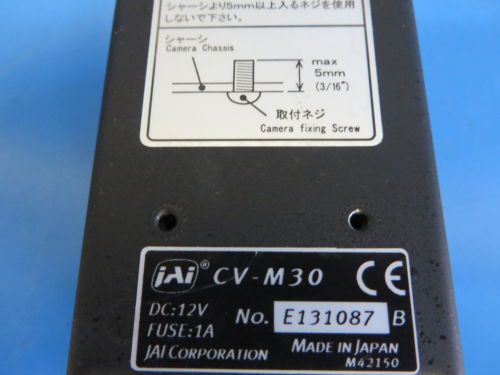 シャーシより5mm以上入るネジを使用
しないで下さい。
シャーシ
Camera Chassis
max
5mm
(3/16")
取付ネジ
Camera fixing Screw
JAi® CV-M30 CE
DC:12V
FUSE:1A
No. E131087 B
JAI CORPORATION
MADE IN JAPAN
M42150